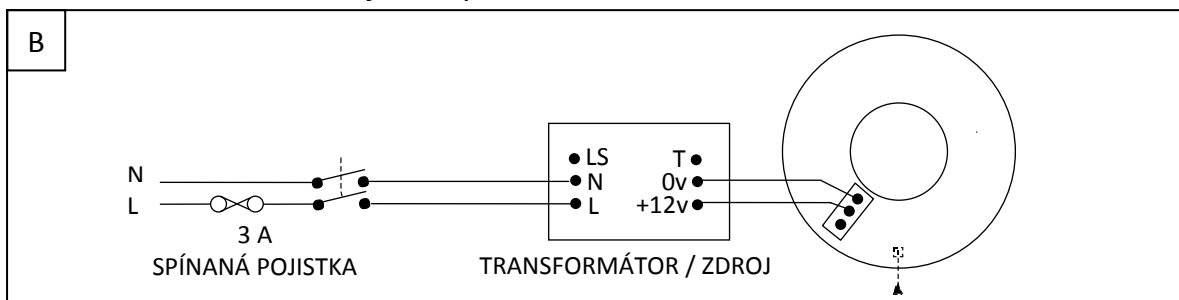 B
LS T
N N 0v
L L +12v
3 A
SPÍNANÁ POJISTKA TRANSFORMÁTOR / ZDROJ